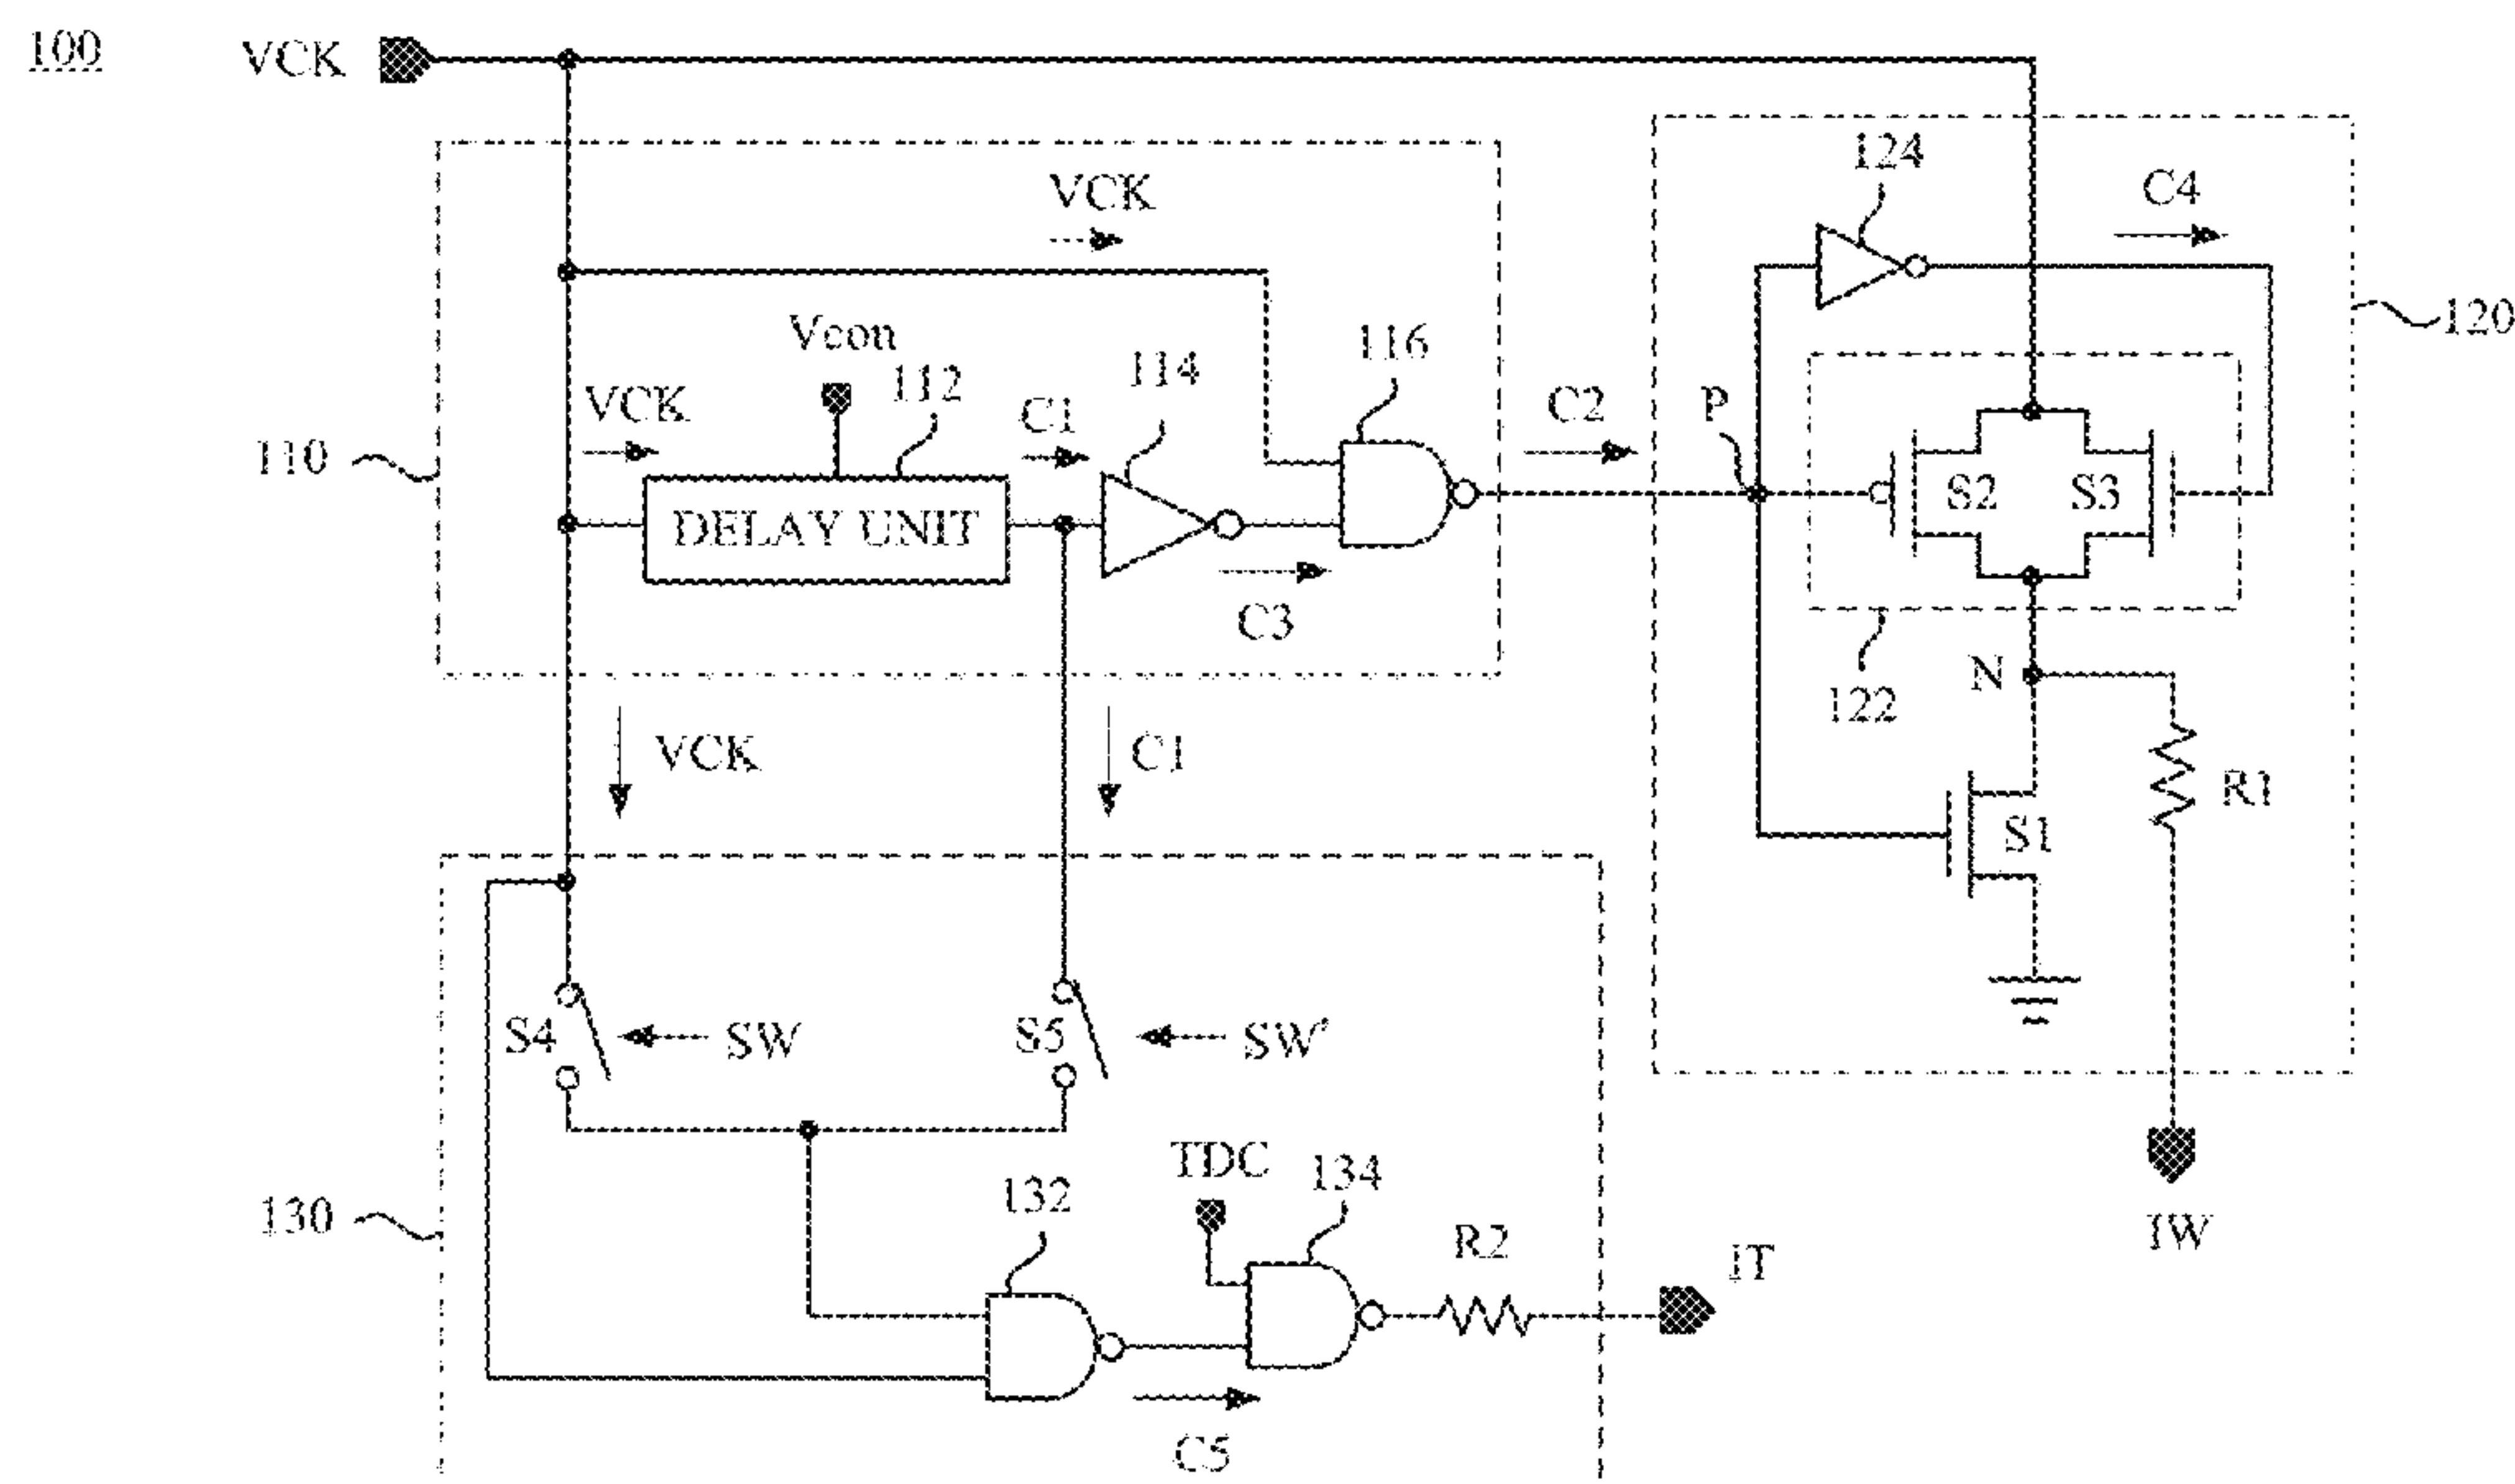 100
VCK
VCK
124
C4
120
Vcon
112
114
116
VCK
C1
C2
P
110
DELAY UNIT
S2
S3
C3
N
122
VCK
C1
R1
S1
S4
SW
S5
SW'
TDC
134
132
130
R2
IT
IW
C5